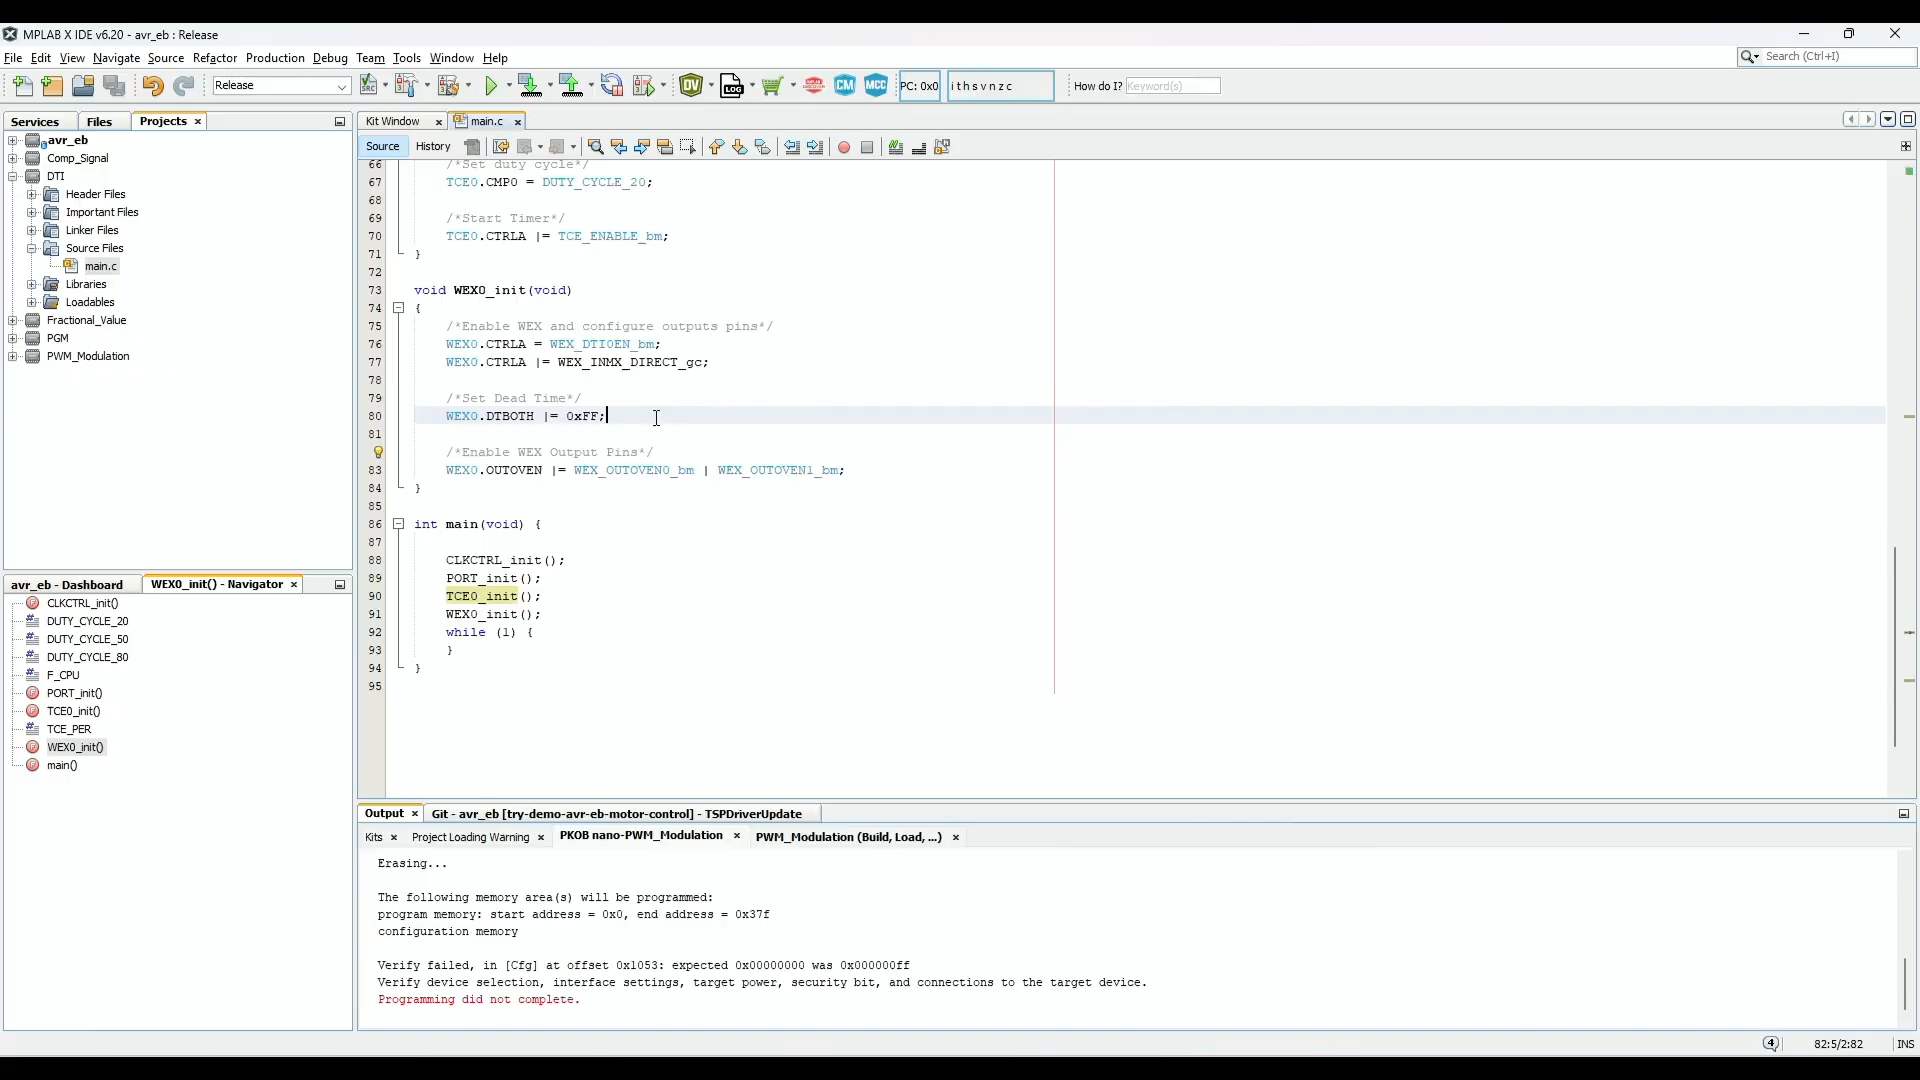 MPLAB X IDE v6.20 - avr_eb : Release
File Edit View Navigate Source Refactor Production Debug Team Tools Window Help
Search (Ctrl+I)
Release
DV
LOG
CM
MCC
PC: 0x0
i t h s v n z c
How do I? Keyword(s)
Services Files Projects
Kit Window main.c
avr_eb
Comp_Signal
DTI
Header Files
Important Files
Linker Files
Source Files
main.c
Libraries
Loadables
Fractional_Value
PGM
PWM_Modulation
Source History
66 /*Set duty cycle*/
67 TCE0.CMP0 = DUTY_CYCLE_20;
68
69 /*Start Timer*/
70 TCE0.CTRLA |= TCE_ENABLE_bm;
71 }
72
73 void WEX0_init(void)
74 {
75 /*Enable WEX and configure outputs pins*/
76 WEX0.CTRLA = WEX_DTI0EN_bm;
77 WEX0.CTRLA |= WEX_INMX_DIRECT_gc;
78
79 /*Set Dead Time*/
80 WEX0.DTBOTH |= 0xFF;
81
/*Enable WEX Output Pins*/
83 WEX0.OUTOVEN |= WEX_OUTOVEN0_bm | WEX_OUTOVEN1_bm;
84 }
85
86 int main(void) {
87
88 CLKCTRL_init();
89 PORT_init();
90 TCE0_init();
91 WEX0_init();
92 while (1) {
93 }
94 }
95
avr_eb - Dashboard WEX0_init() - Navigator
CLKCTRL_init()
DUTY_CYCLE_20
DUTY_CYCLE_50
DUTY_CYCLE_80
F_CPU
PORT_init()
TCE0_init()
TCE_PER
WEX0_init()
main()
Output Git - avr_eb [try-demo-avr-eb-motor-control] - TSPDriverUpdate
Kits Project Loading Warning PKOB nano-PWM_Modulation PWM_Modulation (Build, Load, ...)
Erasing...
The following memory area(s) will be programmed:
program memory: start address = 0x0, end address = 0x37f
configuration memory
Verify failed, in [Cfg] at offset 0x1053: expected 0x00000000 was 0x000000ff
Verify device selection, interface settings, target power, security bit, and connections to the target device.
Programming did not complete.
4 82:5/2:82 INS